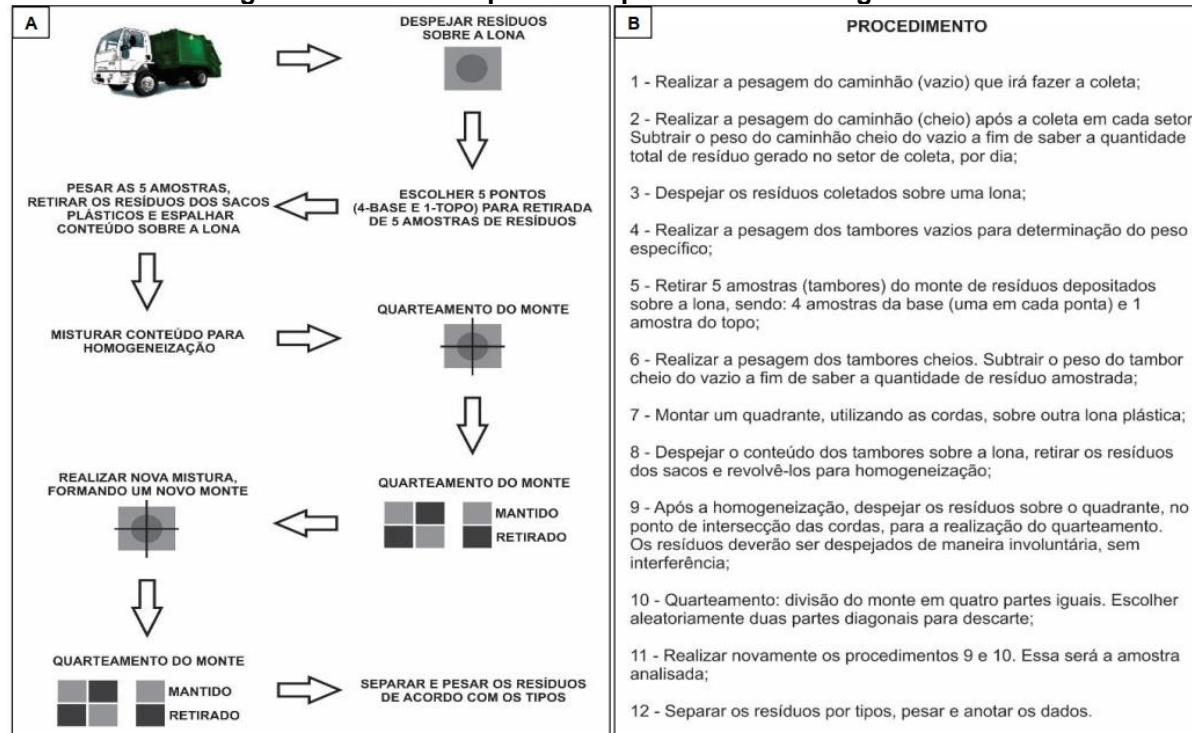 A
DESPEJAR RESÍDUOS
SOBRE A LONA
PESAR AS 5 AMOSTRAS,
RETIRAR OS RESÍDUOS DOS SACOS
PLÁSTICOS E ESPALHAR
CONTEÚDO SOBRE A LONA
ESCOLHER 5 PONTOS
(4-BASE E 1-TOPO) PARA RETIRADA
DE 5 AMOSTRAS DE RESÍDUOS
MISTURAR CONTEÚDO PARA
HOMOGENEIZAÇÃO
QUARTEAMENTO DO MONTE
REALIZAR NOVA MISTURA,
FORMANDO UM NOVO MONTE
QUARTEAMENTO DO MONTE
MANTIDO
RETIRADO
QUARTEAMENTO DO MONTE
MANTIDO
RETIRADO
SEPARAR E PESAR OS RESÍDUOS
DE ACORDO COM OS TIPOS
B
PROCEDIMENTO
1 - Realizar a pesagem do caminhão (vazio) que irá fazer a coleta;
2 - Realizar a pesagem do caminhão (cheio) após a coleta em cada setor
Subtrair o peso do caminhão cheio do vazio a fim de saber a quantidade
total de resíduo gerado no setor de coleta, por dia;
3 - Despejar os resíduos coletados sobre uma lona;
4 - Realizar a pesagem dos tambores vazios para determinação do peso
específico;
5 - Retirar 5 amostras (tambores) do monte de resíduos depositados
sobre a lona, sendo: 4 amostras da base (uma em cada ponta) e 1
amostra do topo;
6 - Realizar a pesagem dos tambores cheios. Subtrair o peso do tambor
cheio do vazio a fim de saber a quantidade de resíduo amostrada;
7 - Montar um quadrante, utilizando as cordas, sobre outra lona plástica;
8 - Despejar o conteúdo dos tambores sobre a lona, retirar os resíduos
dos sacos e revolvê-los para homogeneização;
9 - Após a homogeneização, despejar os resíduos sobre o quadrante, no
ponto de intersecção das cordas, para a realização do quarteamento.
Os resíduos deverão ser despejados de maneira involuntária, sem
interferência;
10 - Quarteamento: divisão do monte em quatro partes iguais. Escolher
aleatoriamente duas partes diagonais para descarte;
11 - Realizar novamente os procedimentos 9 e 10. Essa será a amostra
analisada;
12 - Separar os resíduos por tipos, pesar e anotar os dados.